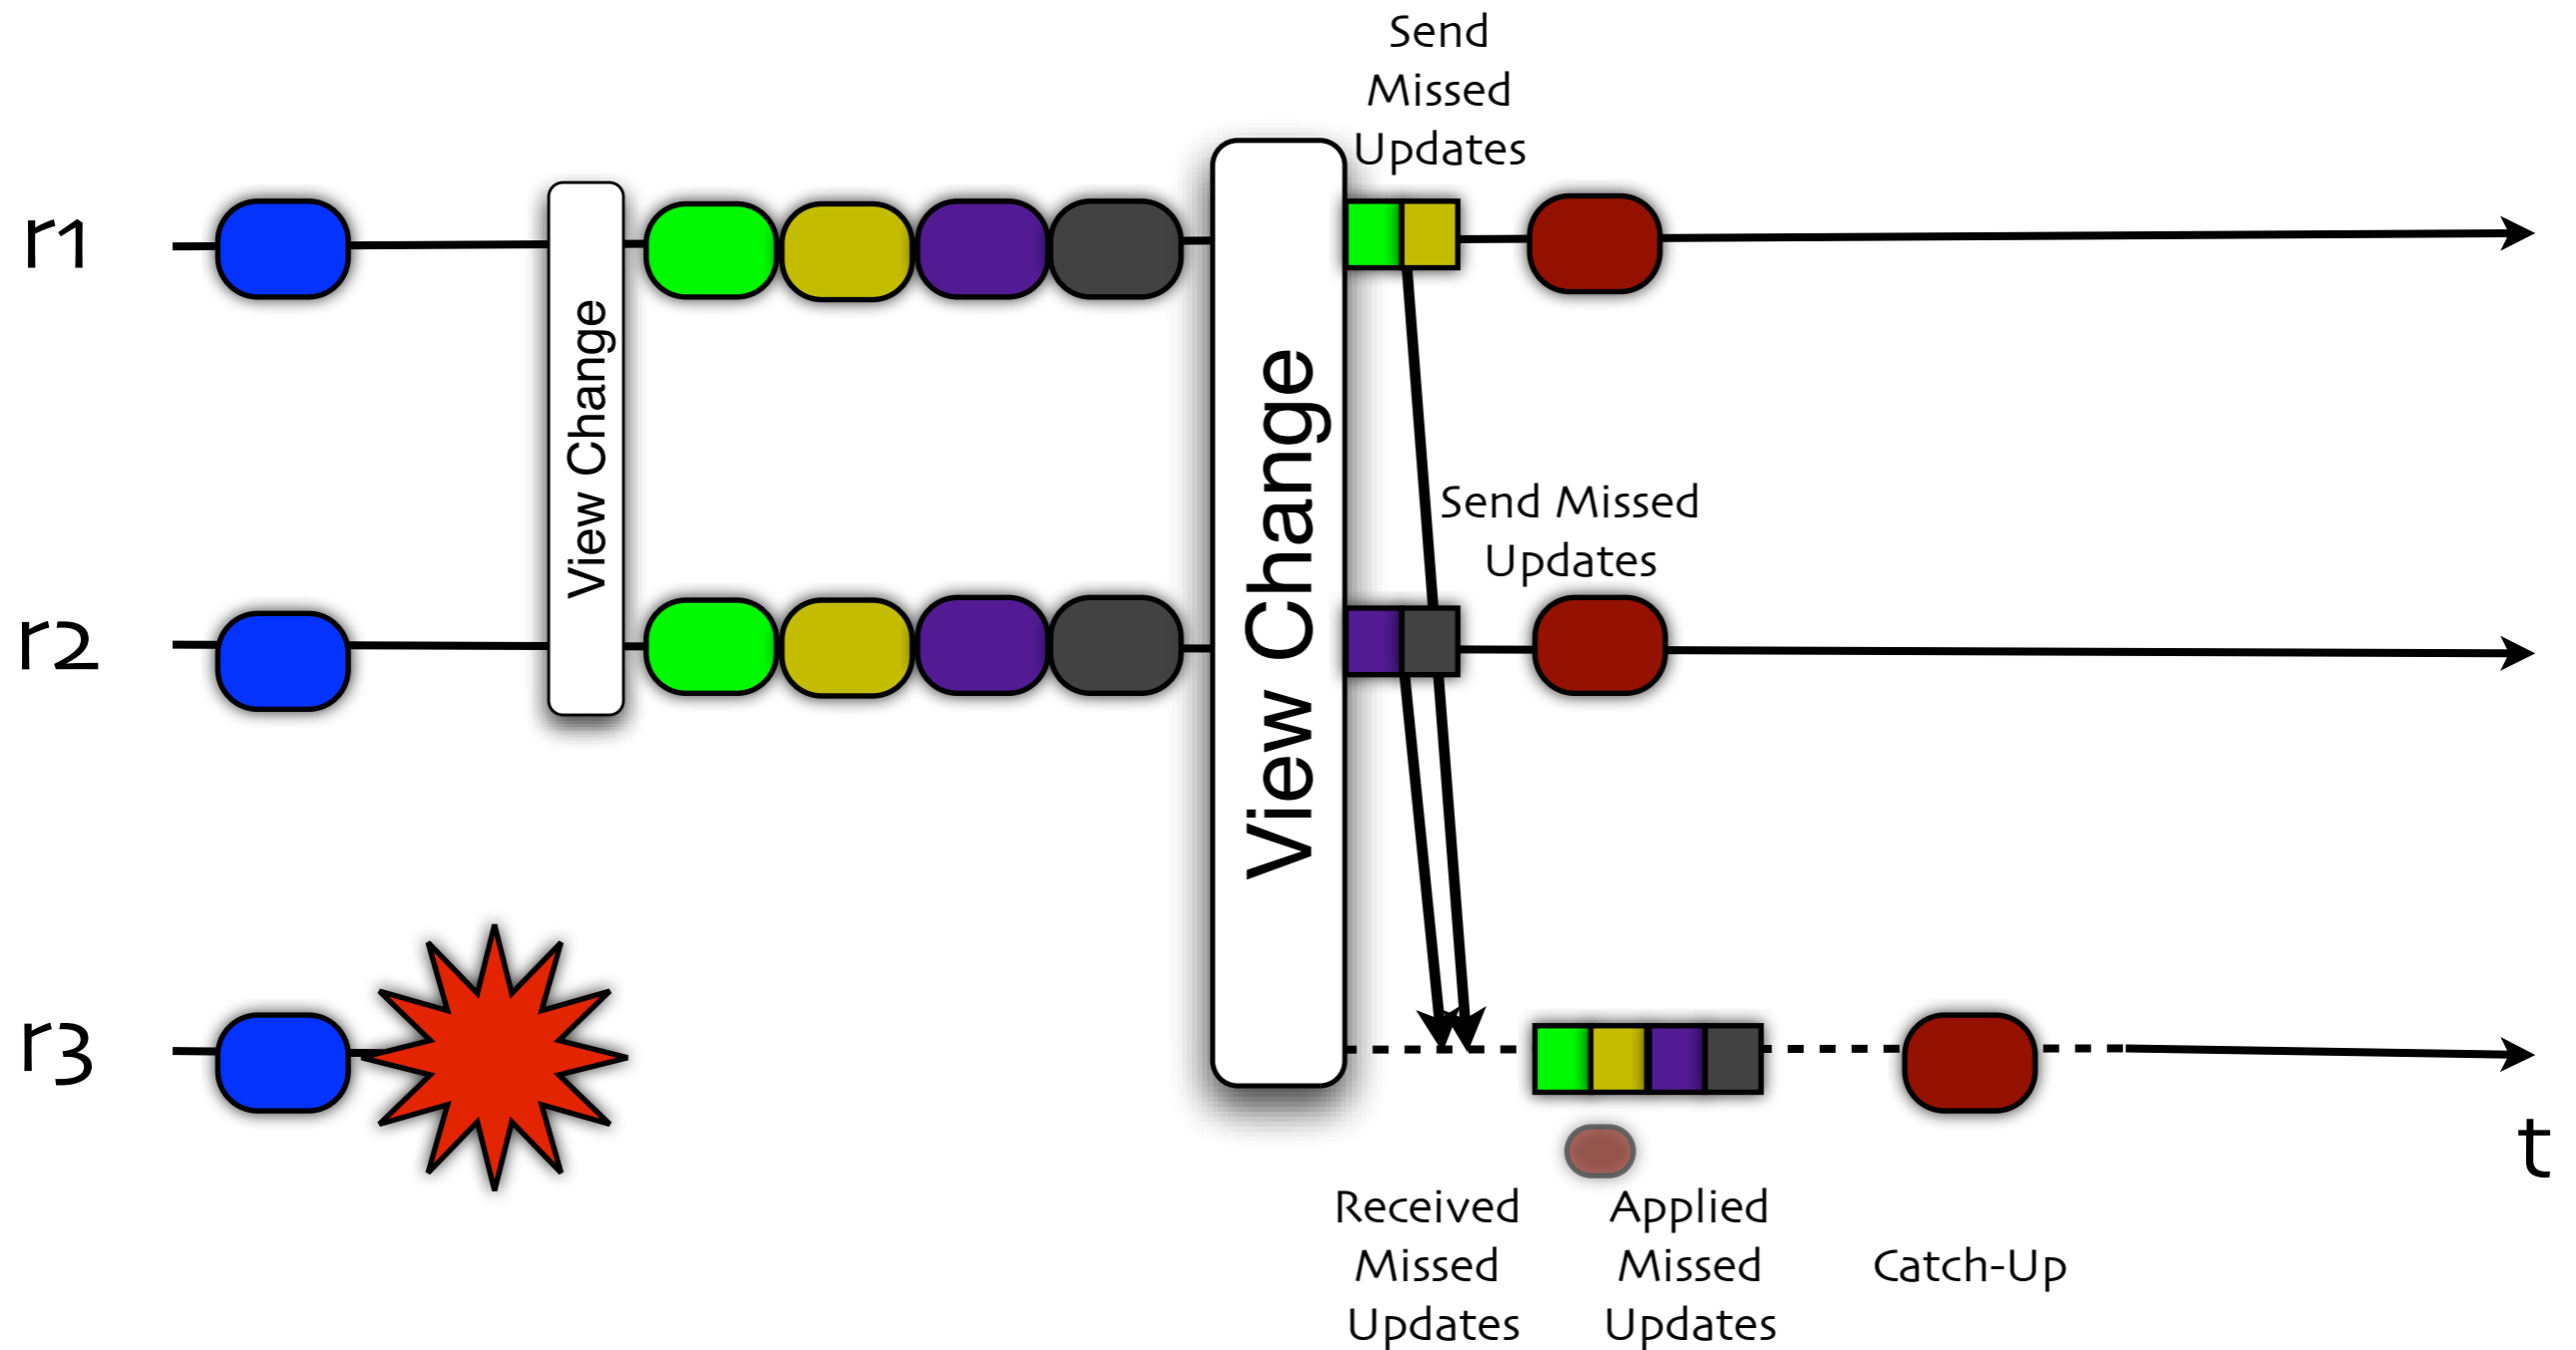 Send
Missed
Updates
r1
View Change
View Change
Send Missed
Updates
r2
r3
t
Received
Missed
Updates
Applied
Missed
Updates
Catch-Up